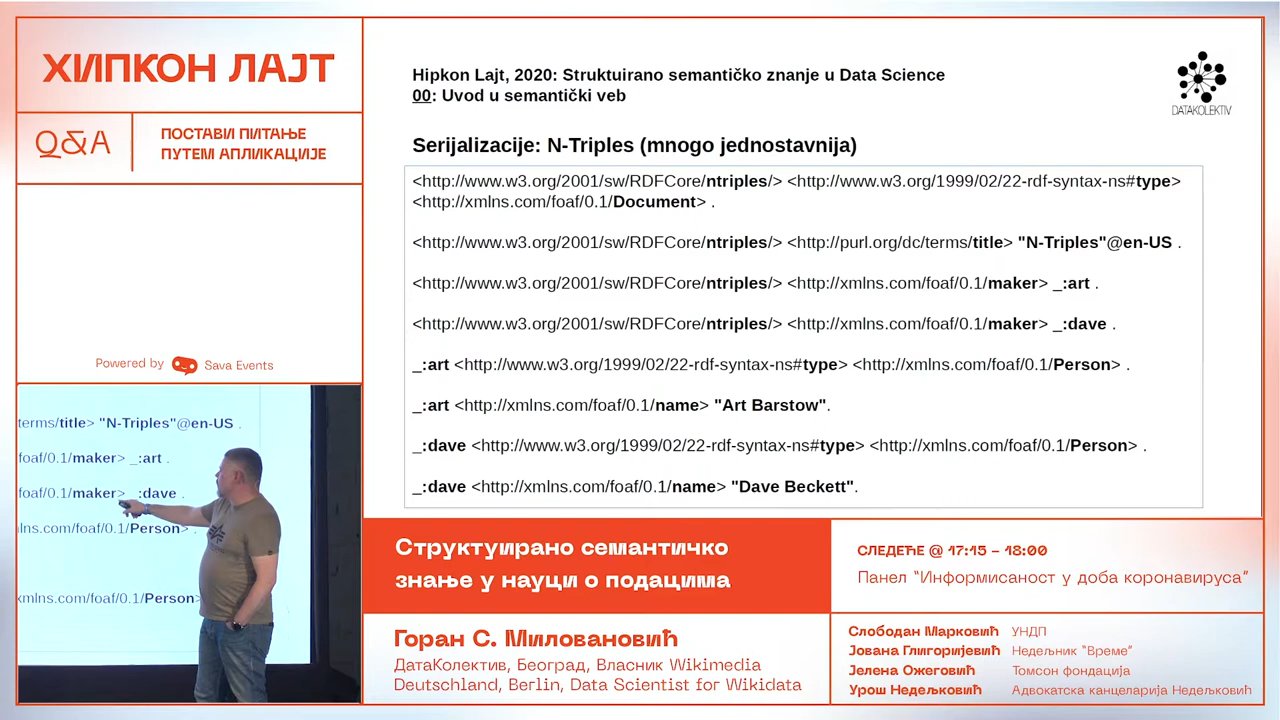 ХИПКОН ЛАЈТ
Q&A
ПОСТАВИ ПИТАЊЕ
ПУТЕМ АПЛИКАЦИЈЕ
Powered by Sava Events
Hipkon Lajt, 2020: Struktuirano semantičko znanje u Data Science
00: Uvod u semantički veb
DATAKOLEKTIV
Serijalizacije: N-Triples (mnogo jednostavnija)
<http://www.w3.org/2001/sw/RDFCore/ntriples/> <http://www.w3.org/1999/02/22-rdf-syntax-ns#type>
<http://xmlns.com/foaf/0.1/Document> .
<http://www.w3.org/2001/sw/RDFCore/ntriples/> <http://purl.org/dc/terms/title> "N-Triples"@en-US .
<http://www.w3.org/2001/sw/RDFCore/ntriples/> <http://xmlns.com/foaf/0.1/maker> _:art .
<http://www.w3.org/2001/sw/RDFCore/ntriples/> <http://xmlns.com/foaf/0.1/maker> _:dave .
_:art <http://www.w3.org/1999/02/22-rdf-syntax-ns#type> <http://xmlns.com/foaf/0.1/Person> .
_:art <http://xmlns.com/foaf/0.1/name> "Art Barstow".
_:dave <http://www.w3.org/1999/02/22-rdf-syntax-ns#type> <http://xmlns.com/foaf/0.1/Person> .
_:dave <http://xmlns.com/foaf/0.1/name> "Dave Beckett".
terms/title> "N-Triples"@en-US .
foaf/0.1/maker> _:art .
foaf/0.1/maker> _:dave .
lns.com/foaf/0.1/Person> .
xmlns.com/foaf/0.1/Person>
Структуирано семантичко
знање у науци о подацима
Горан С. Миловановић
ДатаКолектив, Београд, Власник Wikimedia
Deutschland, Berlin, Data Scientist for Wikidata
СЛЕДЕЋЕ @ 17:15 – 18:00
Панел “Информисаност у доба коронавируса”
Слободан Марковић УНДП
Јована Глигоријевић Недељник “Време”
Јелена Ожеговић Томсон фондација
Урош Недељковић Адвокатска канцеларија Недељковић